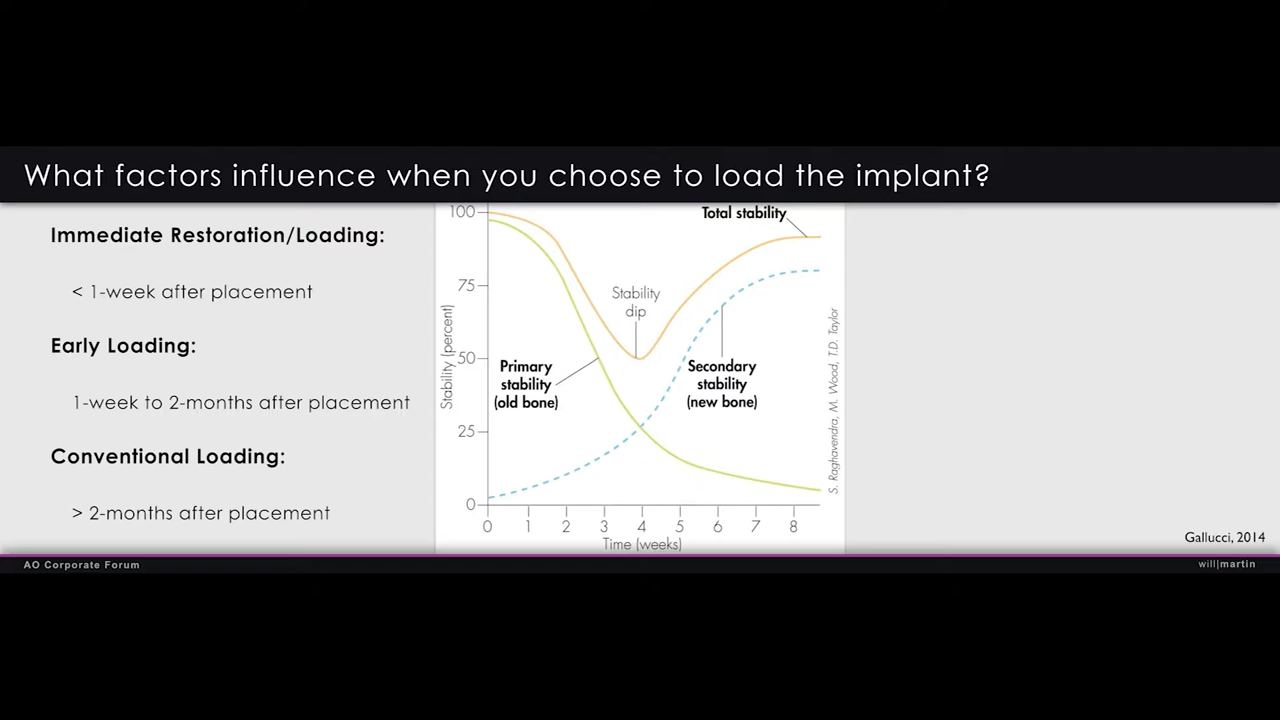 What factors influence when you choose to load the implant?
Immediate Restoration/Loading:
< 1-week after placement
Early Loading:
1-week to 2-months after placement
Conventional Loading:
> 2-months after placement
100
75
50
25
0
Stability (percent)
0 1 2 3 4 5 6 7 8
Time (weeks)
Total stability
Stability
dip
Primary
stability
(old bone)
Secondary
stability
(new bone)
S. Raghavendra, M. Wood, T.D. Taylor
Gallucci, 2014
AO Corporate Forum
will|martin